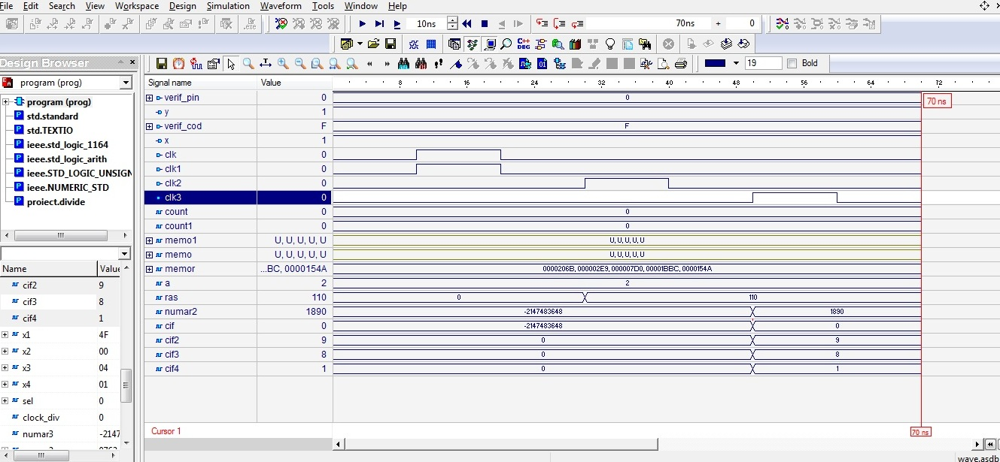 File Edit Search View Workspace Design Simulation Waveform Tools Window Help
10ns 70ns + 0
C++ DBG
Design Browser
19 Bold
program (prog)
program (prog)
std.standard
std.TEXTIO
ieee.std_logic_1164
ieee.std_logic_arith
ieee.STD_LOGIC_UNSIGN
ieee.NUMERIC_STD
proiect.divide
Name Value
cif2 9
cif3 8
cif4 1
x1 4F
x2 00
x3 04
x4 01
sel 0
clock_div 0
numar3 -2147
Signal name Value 8 16 24 32 40 48 56 64 72
verif_pin 0 0
70 ns
y 1
verif_cod F F
x 1
clk 0
clk1 0
clk2 0
clk3 0
count 0 0
count1 0 0
memo1 U, U, U, U, U U, U, U, U, U
memo U, U, U, U, U U, U, U, U, U
memor ...BC, 0000154A 0000206B, 000002E9, 000007D0, 00001BBC, 0000154A
a 2 2
ras 110 0 110
numar2 1890 -2147483648 1890
cif 0 -2147483648 0
cif2 9 0 9
cif3 8 0 8
cif4 1 0 1
Cursor 1 70 ns
wave.asdb